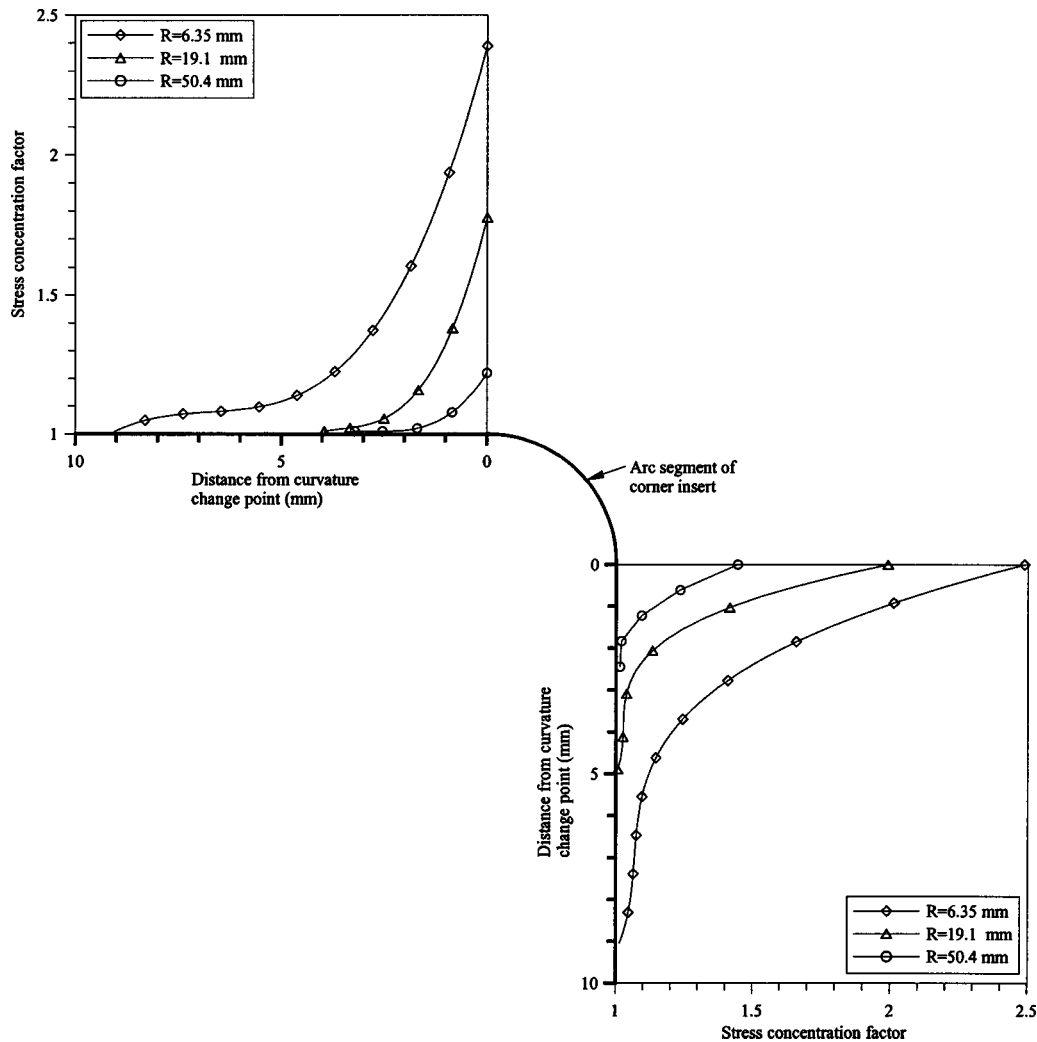 2.5
R=6.35 mm
R=19.1 mm
R=50.4 mm
2
1.5
1
Stress concentration factor
10
5
0
Distance from curvature
change point (mm)
Arc segment of
corner insert
0
5
10
Distance from curvature
change point (mm)
R=6.35 mm
R=19.1 mm
R=50.4 mm
1
1.5
2
2.5
Stress concentration factor